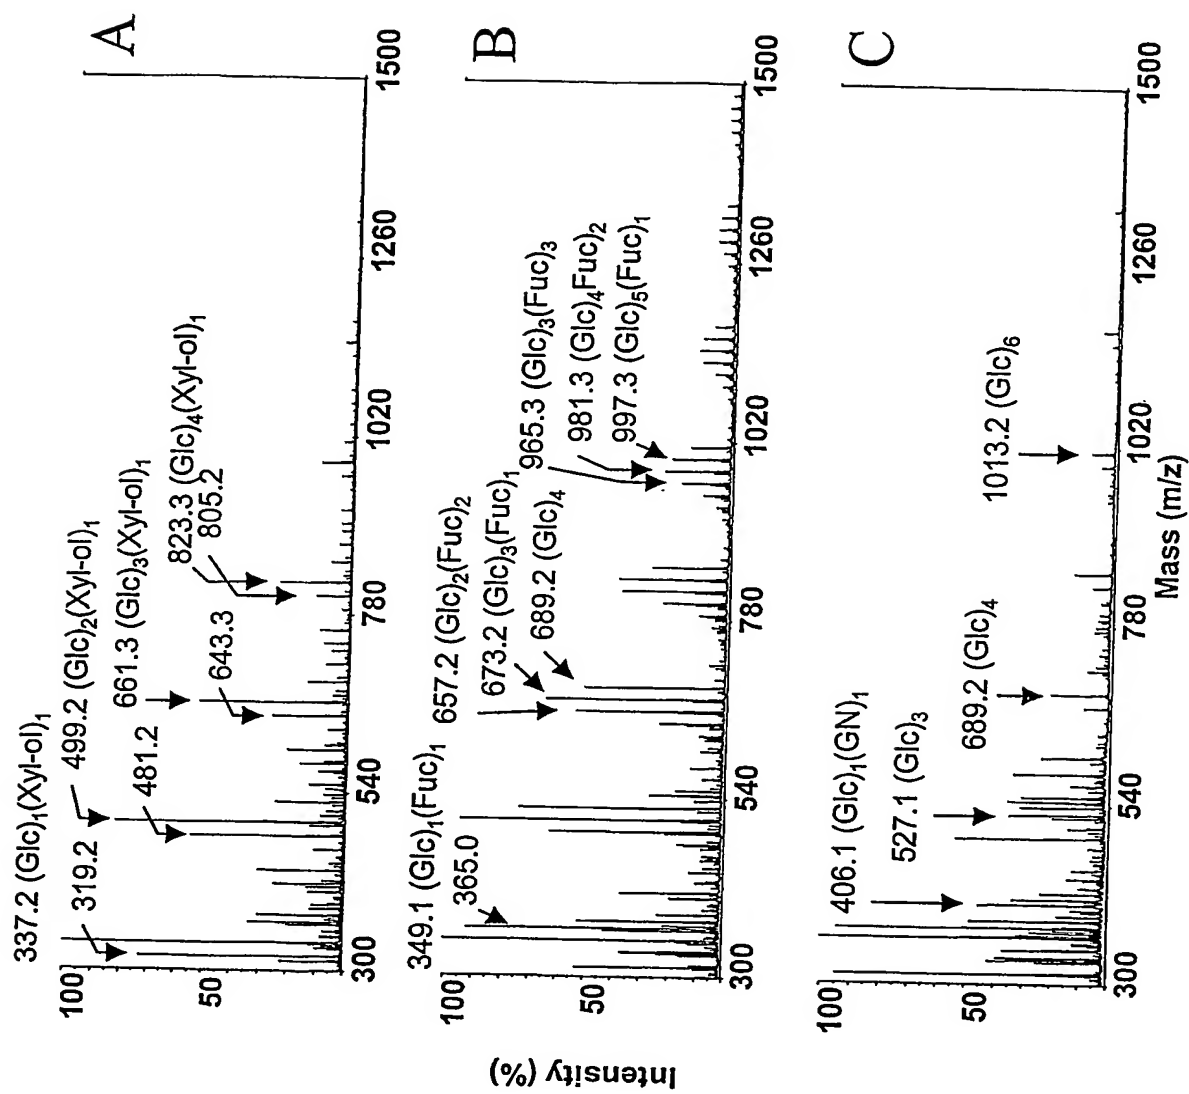 A
337.2 (Glc)1(Xyl-ol)1
319.2
499.2 (Glc)2(Xyl-ol)1
481.2
661.3 (Glc)3(Xyl-ol)1
643.3
823.3 (Glc)4(Xyl-ol)1
805.2
100
50
300
540
780
1020
1260
1500
B
349.1 (Glc)1(Fuc)1
365.0
657.2 (Glc)2(Fuc)2
673.2 (Glc)3(Fuc)1
689.2 (Glc)4
965.3 (Glc)3(Fuc)3
981.3 (Glc)4Fuc)2
997.3 (Glc)5(Fuc)1
100
50
300
540
780
1020
1260
1500
C
406.1 (Glc)1(GN)1
527.1 (Glc)3
689.2 (Glc)4
1013.2 (Glc)6
100
50
300
540
780
1020
1260
1500
Mass (m/z)
Intensity (%)